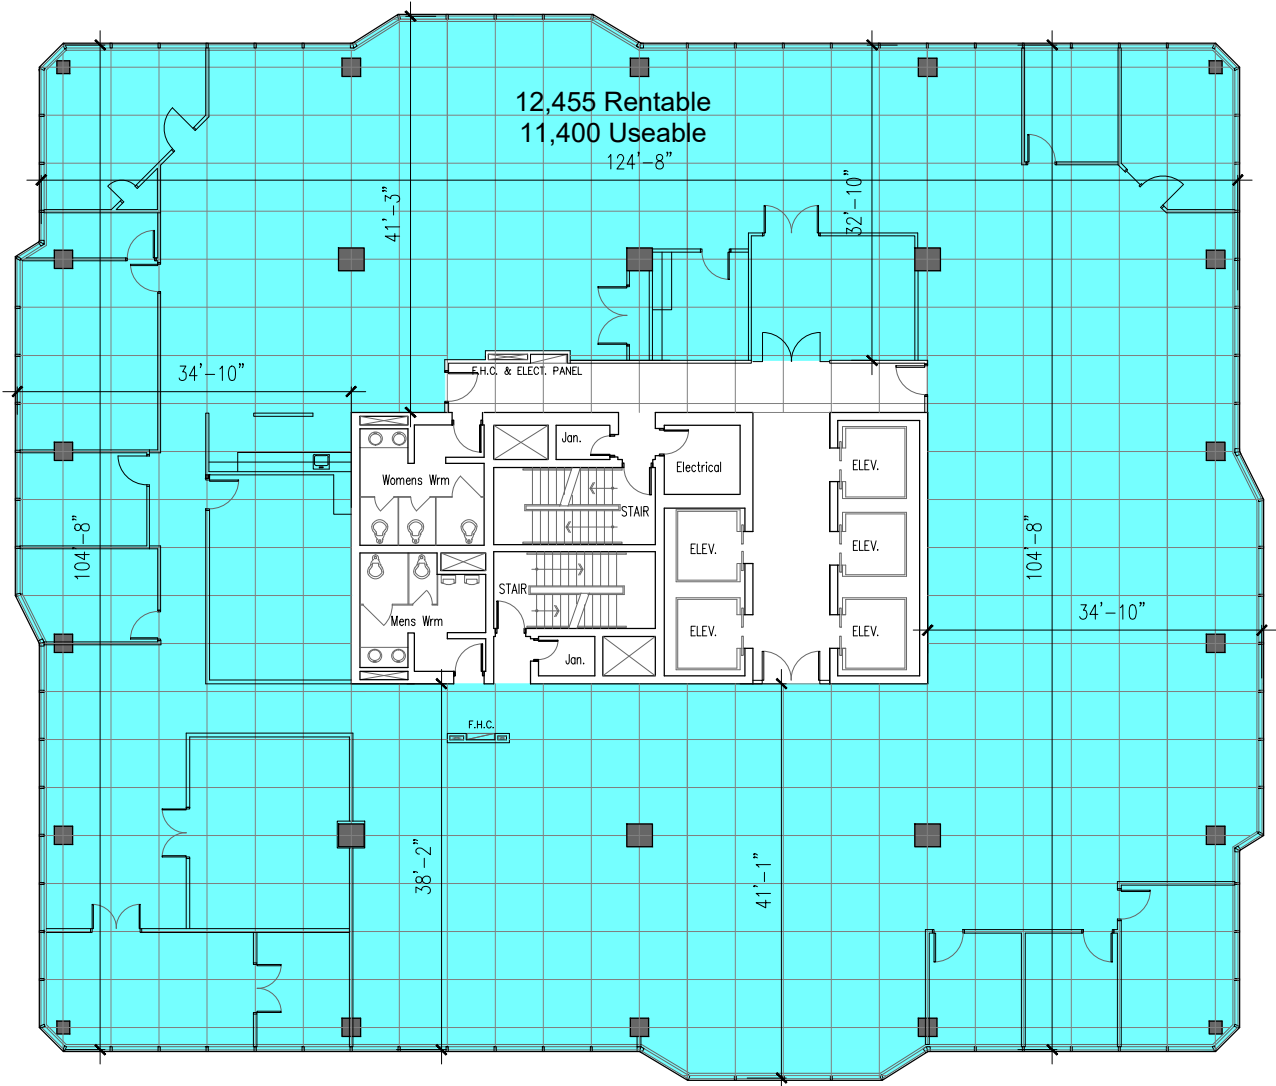 12,455 Rentable
11,400 Useable
124'-8"
41'-3"
32'-10"
34'-10"
F.H.C. & ELECT. PANEL
Jan.
Electrical
ELEV.
Womens Wrm
STAIR
104'-8"
ELEV.
ELEV.
104'-8"
STAIR
34'-10"
Mens Wrm
ELEV.
ELEV.
Jan.
F.H.C.
38'-2"
41'-1"